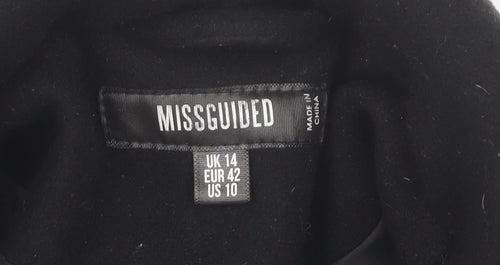 MISSGUIDED
MADE IN
CHINA
UK 14
EUR 42
US 10